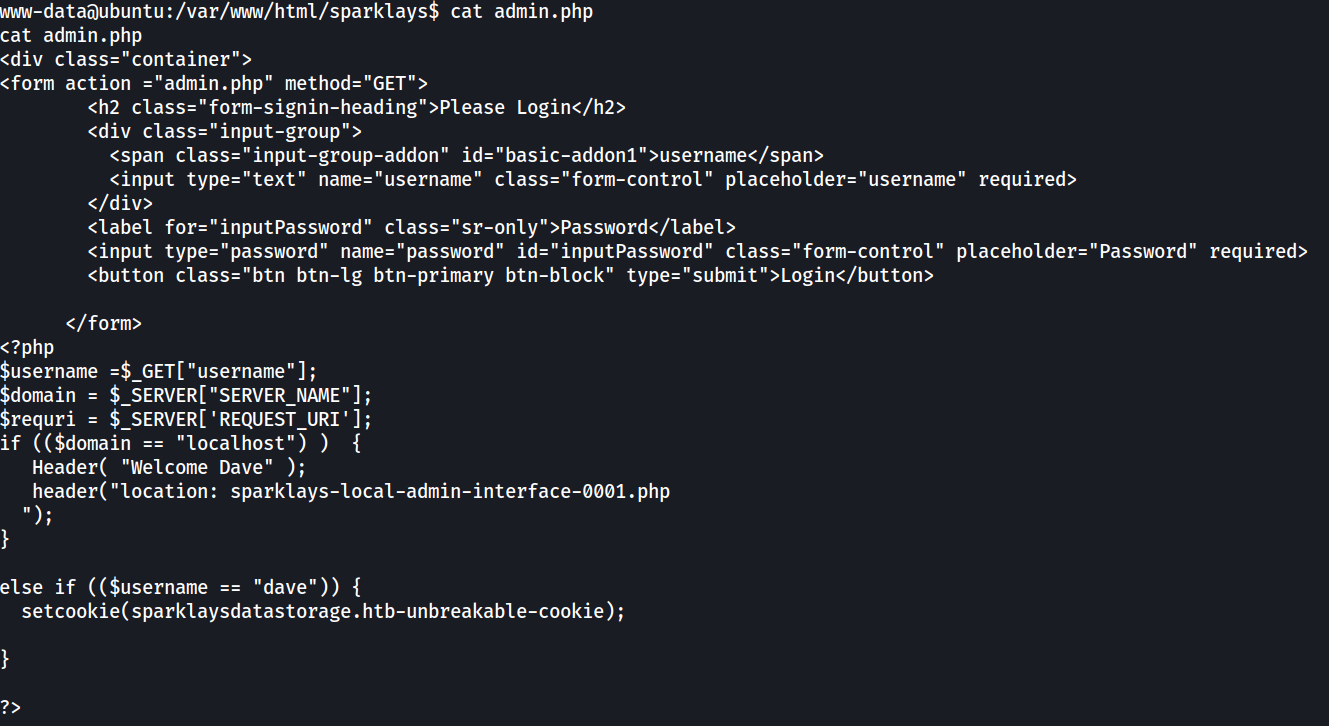 www-data@ubuntu:/var/www/html/sparklays$ cat admin.php
cat admin.php
<div class="container">
<form action ="admin.php" method="GET">
        <h2 class="form-signin-heading">Please Login</h2>
        <div class="input-group">
          <span class="input-group-addon" id="basic-addon1">username</span>
          <input type="text" name="username" class="form-control" placeholder="username" required>
        </div>
        <label for="inputPassword" class="sr-only">Password</label>
        <input type="password" name="password" id="inputPassword" class="form-control" placeholder="Password" required>
        <button class="btn btn-lg btn-primary btn-block" type="submit">Login</button>

      </form>
<?php
$username =$_GET["username"];
$domain = $_SERVER["SERVER_NAME"];
$requri = $_SERVER['REQUEST_URI'];
if (($domain == "localhost") )  {
   Header( "Welcome Dave" );
   header("location: sparklays-local-admin-interface-0001.php
  ");
}

else if (($username == "dave")) {
  setcookie(sparklaysdatastorage.htb-unbreakable-cookie);

}

?>